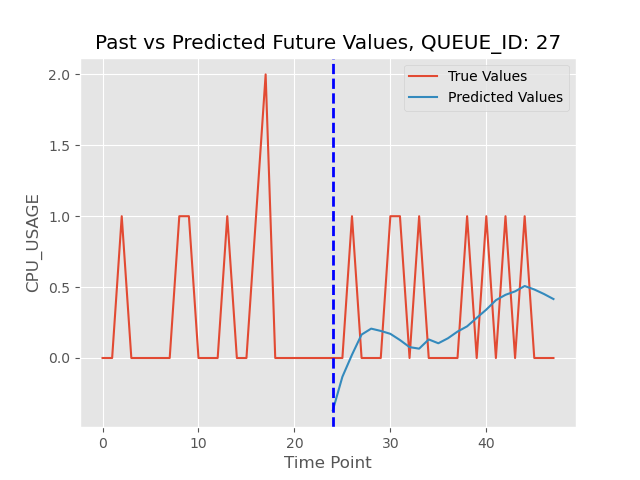 Past vs Predicted Future Values, QUEUE_ID: 27
True Values
Predicted Values
CPU_USAGE
2.0
1.5
1.0
0.5
0.0
0
10
20
30
40
Time Point